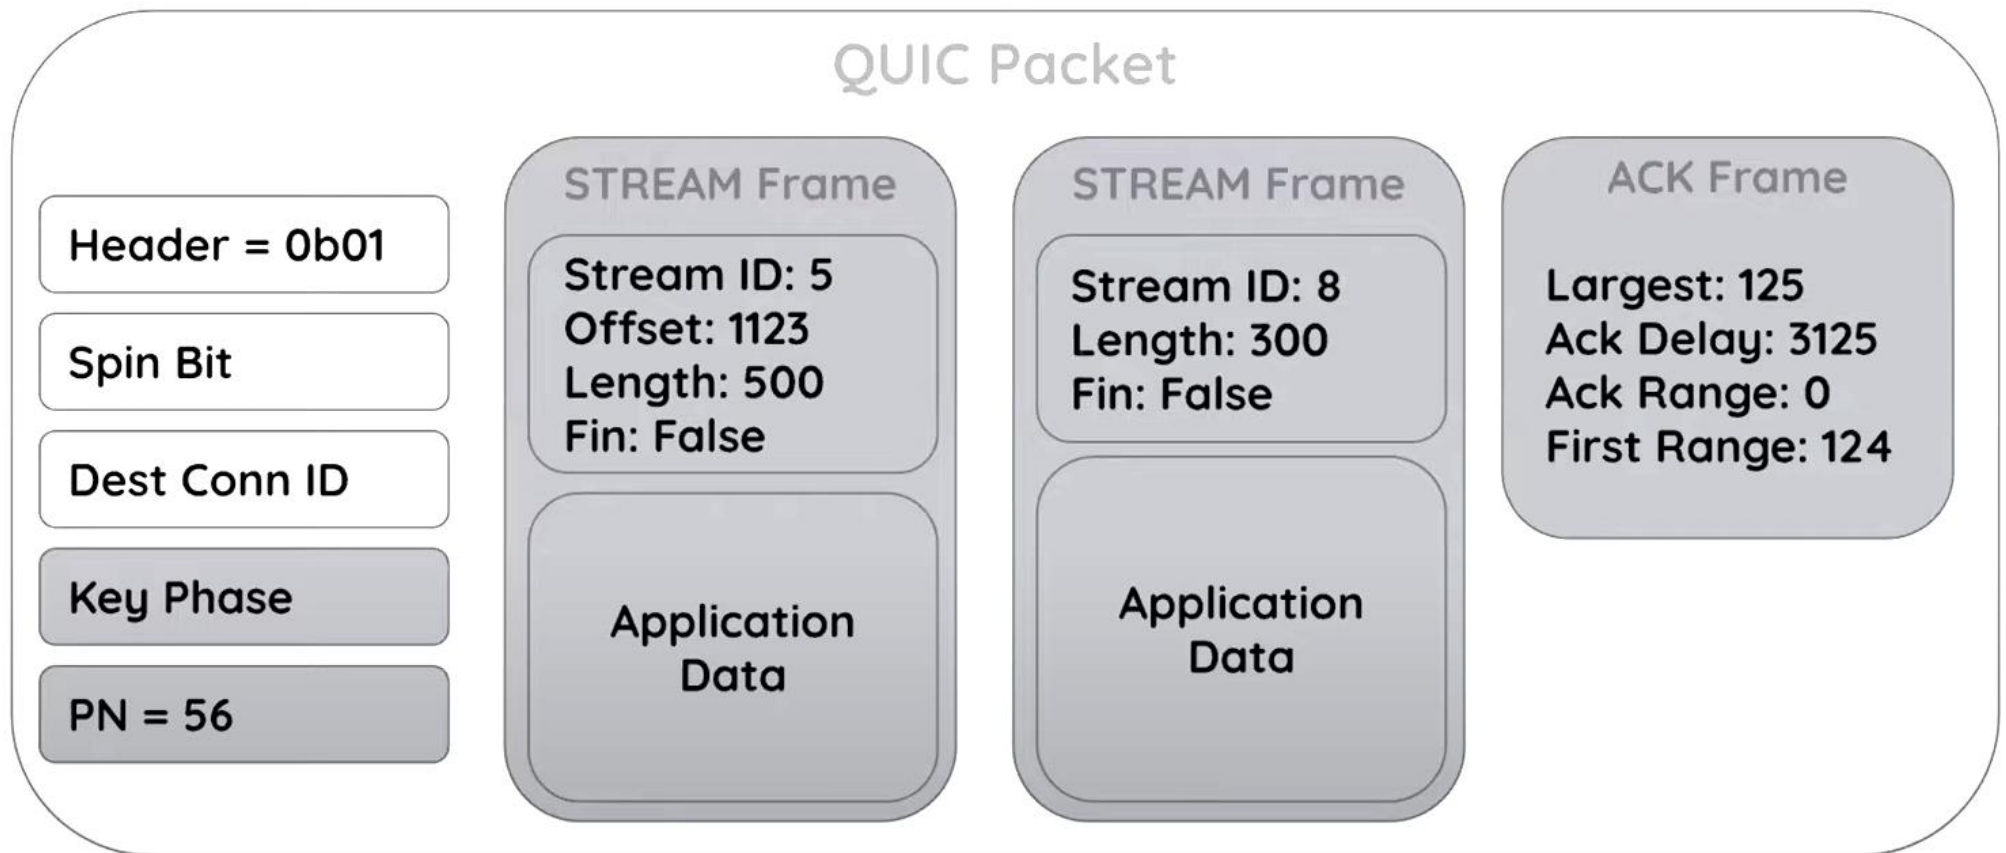 QUIC Packet
Header = 0b01
Spin Bit
Dest Conn ID
Key Phase
PN = 56
STREAM Frame
Stream ID: 5
Offset: 1123
Length: 500
Fin: False
Application
Data
STREAM Frame
Stream ID: 8
Length: 300
Fin: False
Application
Data
ACK Frame
Largest: 125
Ack Delay: 3125
Ack Range: 0
First Range: 124